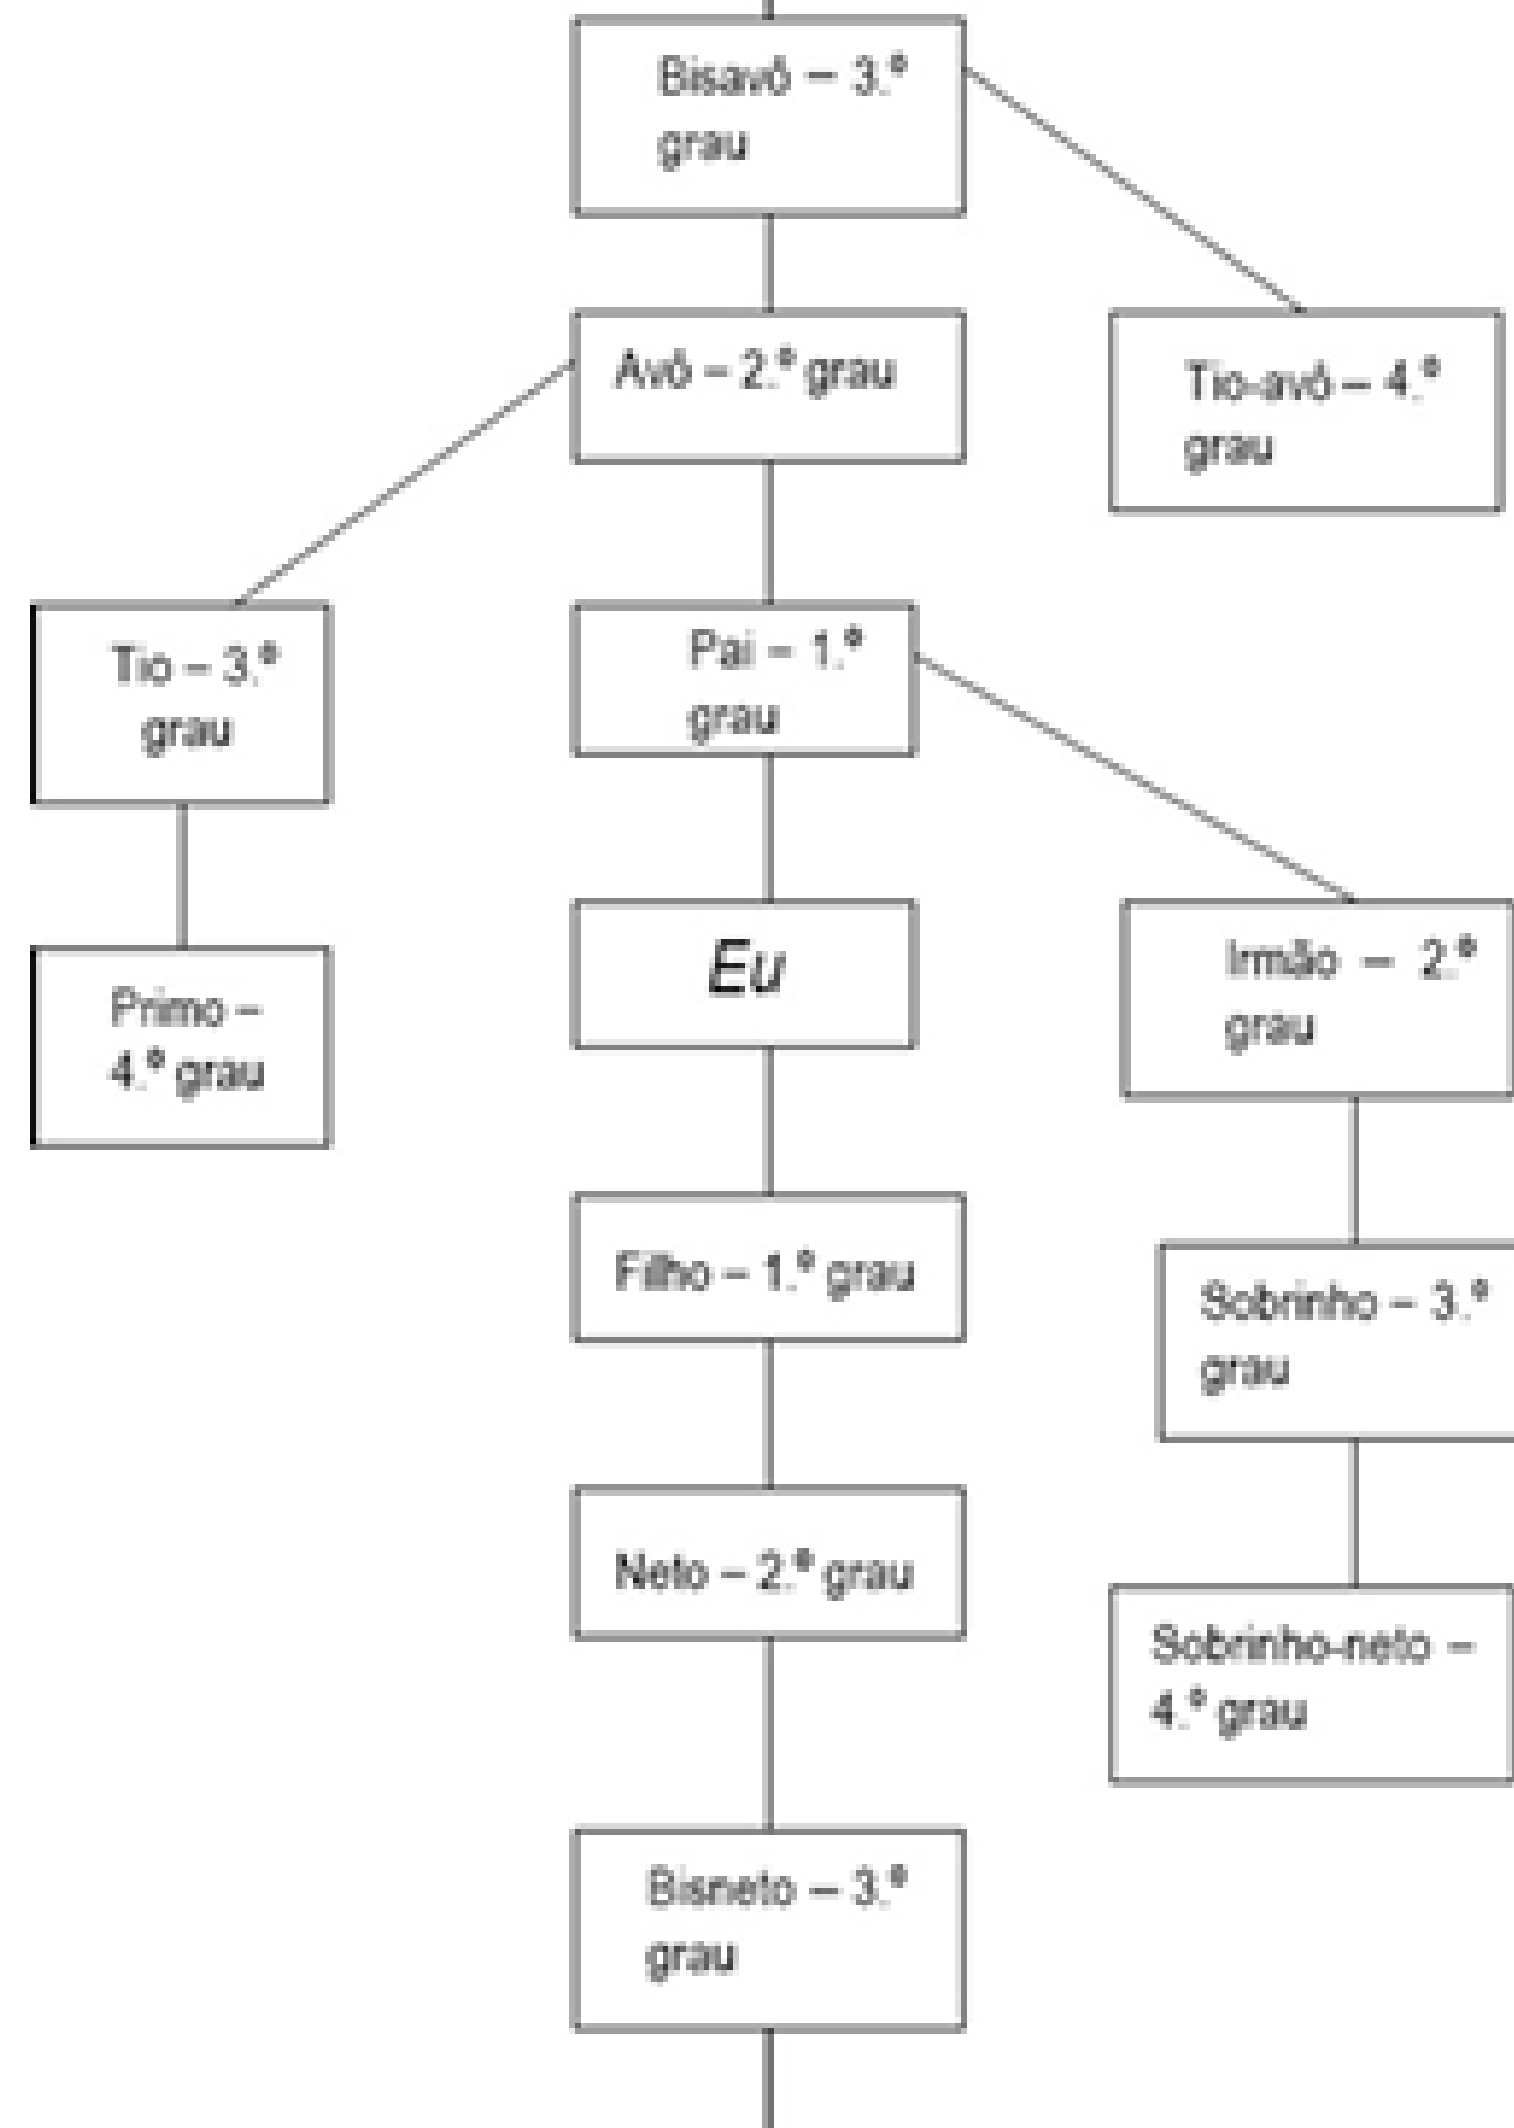 Bisavô – 3.º
grau
Avô – 2.º grau
Tio-avô – 4.º
grau
Tio – 3.º
grau
Pai – 1.º
grau
Eu
Irmão – 2.º
grau
Primo –
4.º grau
Filho – 1.º grau
Sobrinho – 3.º
grau
Neto – 2.º grau
Sobrinho-neto –
4.º grau
Bisneto – 3.º
grau